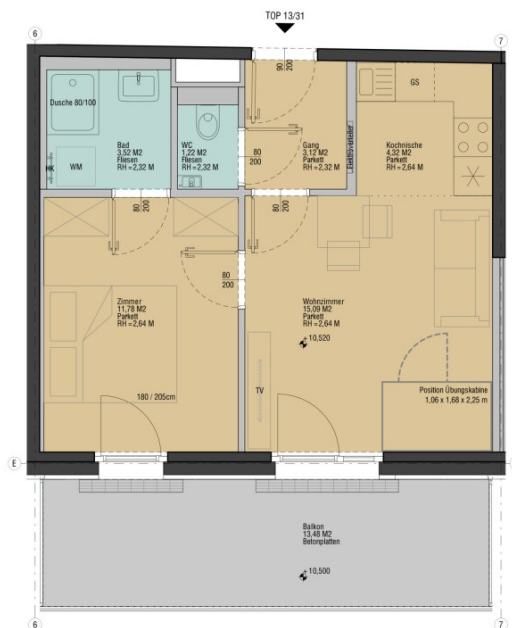 TOP 13/31
6
7
90
200
Dusche 80/100
WM
Bad
3,52 M2
Fliesen
RH=2,32 M
WC
1,22 M2
Fliesen
RH=2,32 M
80
200
Gang
3,12 M2
Parkett
RH=2,32 M
Elektroverteiler
GS
Kochnische
4,32 M2
Parkett
RH=2,64 M
80
200
80
200
80
200
Zimmer
11,78 M2
Parkett
RH=2,64 M
180 / 205cm
Wohnzimmer
15,09 M2
Parkett
RH=2,64 M
+ 10,520
TV
Position Übungskabine
1,06 x 1,68 x 2,25 m
E
Balkon
13,48 M2
Betonplatten
+ 10,500
6
7